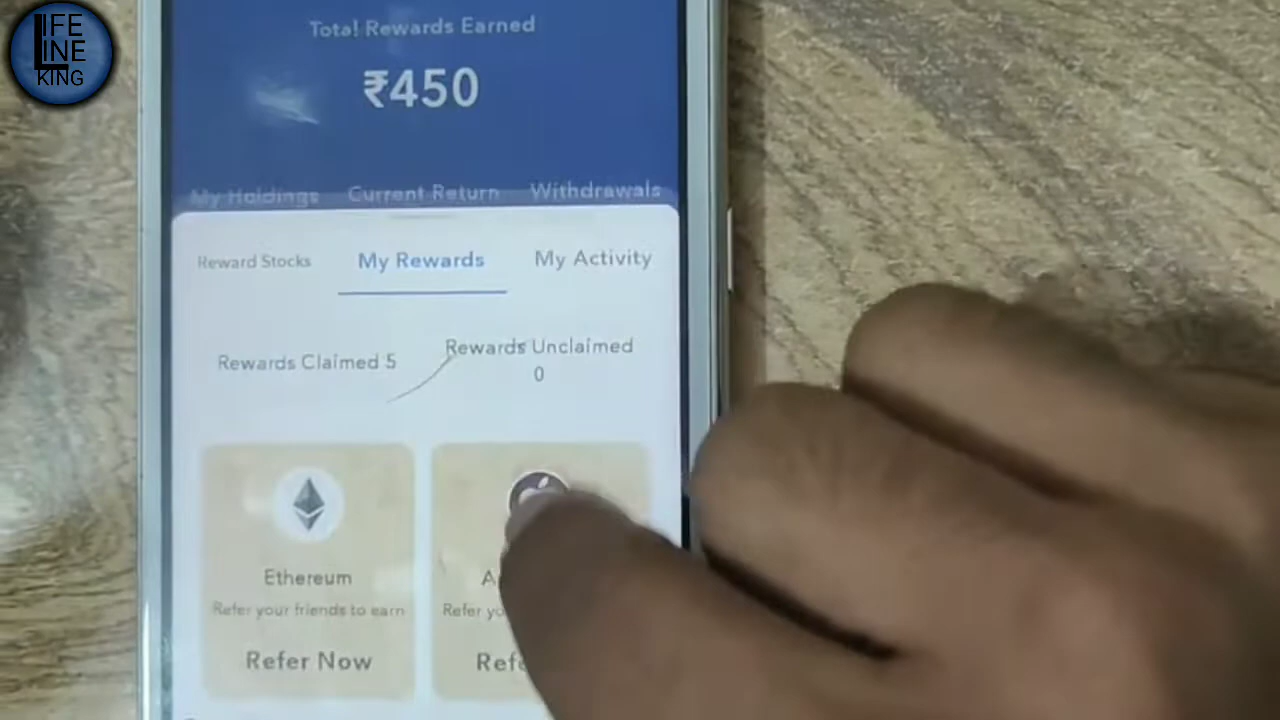 LIFE
LINE
KING
Total Rewards Earned
₹450
My Holdings Current Return Withdrawals
Reward Stocks My Rewards My Activity
Rewards Claimed 5
Rewards Unclaimed
0
Ethereum
Refer your friends to earn
Refer Now